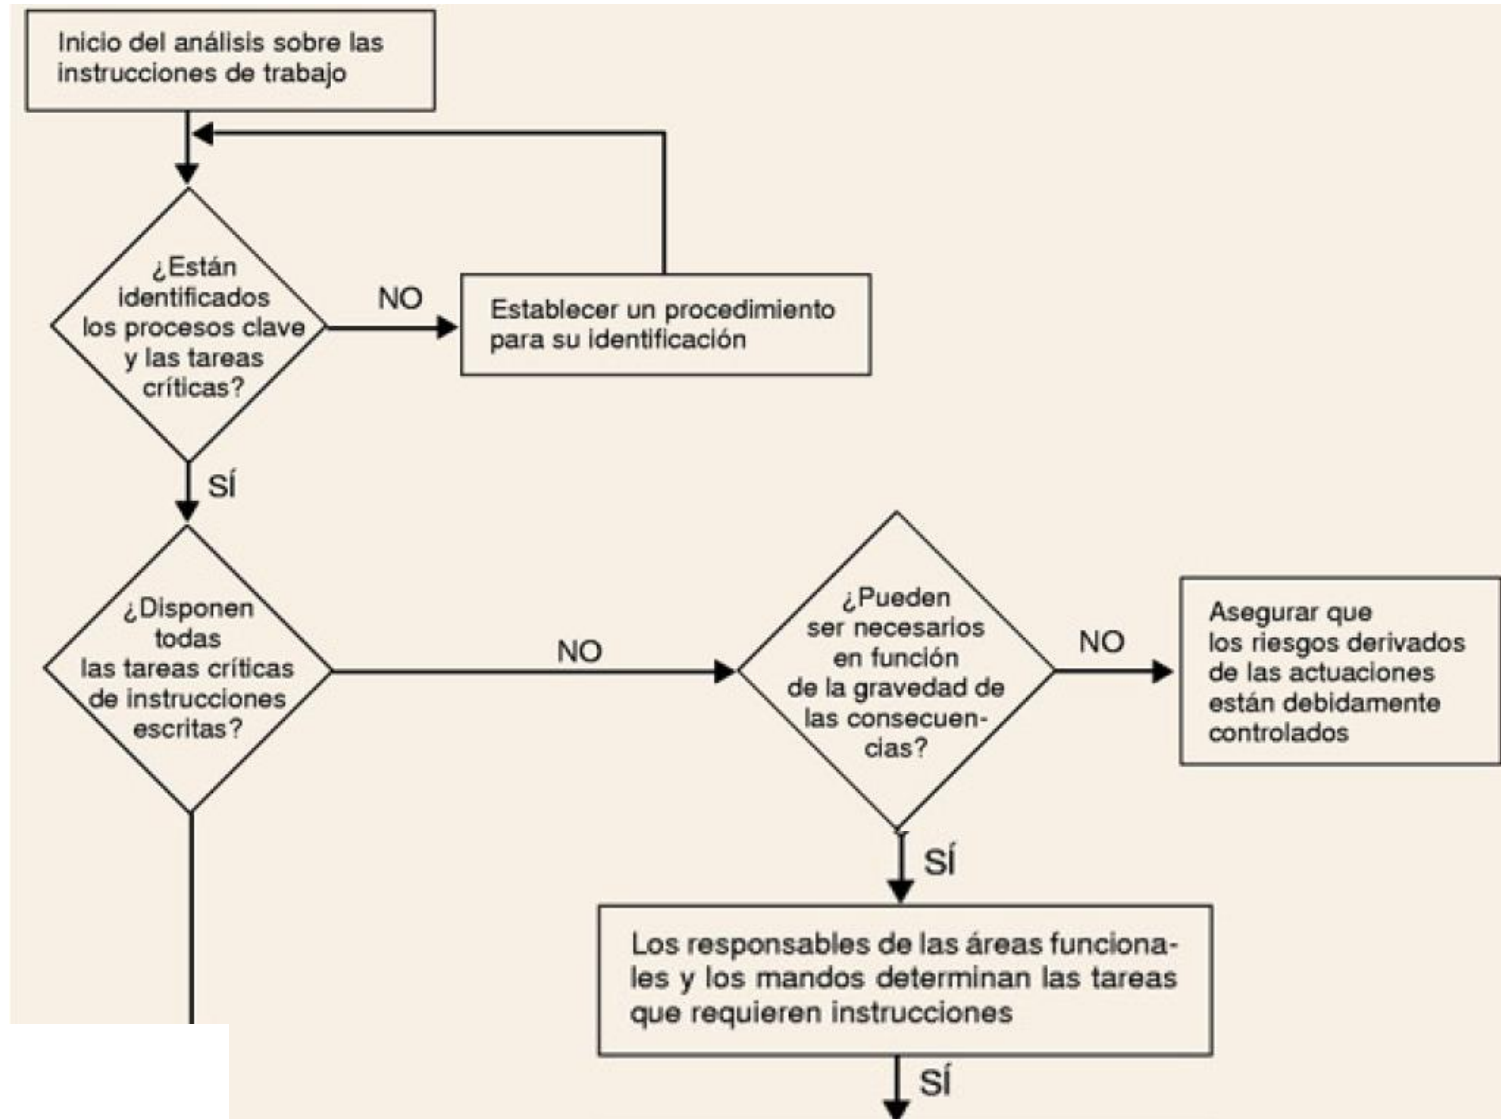 Inicio del análisis sobre las
instrucciones de trabajo
¿Están
identificados
los procesos clave
y las tareas
críticas?
NO
Establecer un procedimiento
para su identificación
SÍ
¿Disponen
todas
las tareas críticas
de instrucciones
escritas?
NO
¿Pueden
ser necesarios
en función
de la gravedad de
las consecuen-
cias?
NO
Asegurar que
los riesgos derivados
de las actuaciones
están debidamente
controlados
SÍ
Los responsables de las áreas funciona-
les y los mandos determinan las tareas
que requieren instrucciones
SÍ